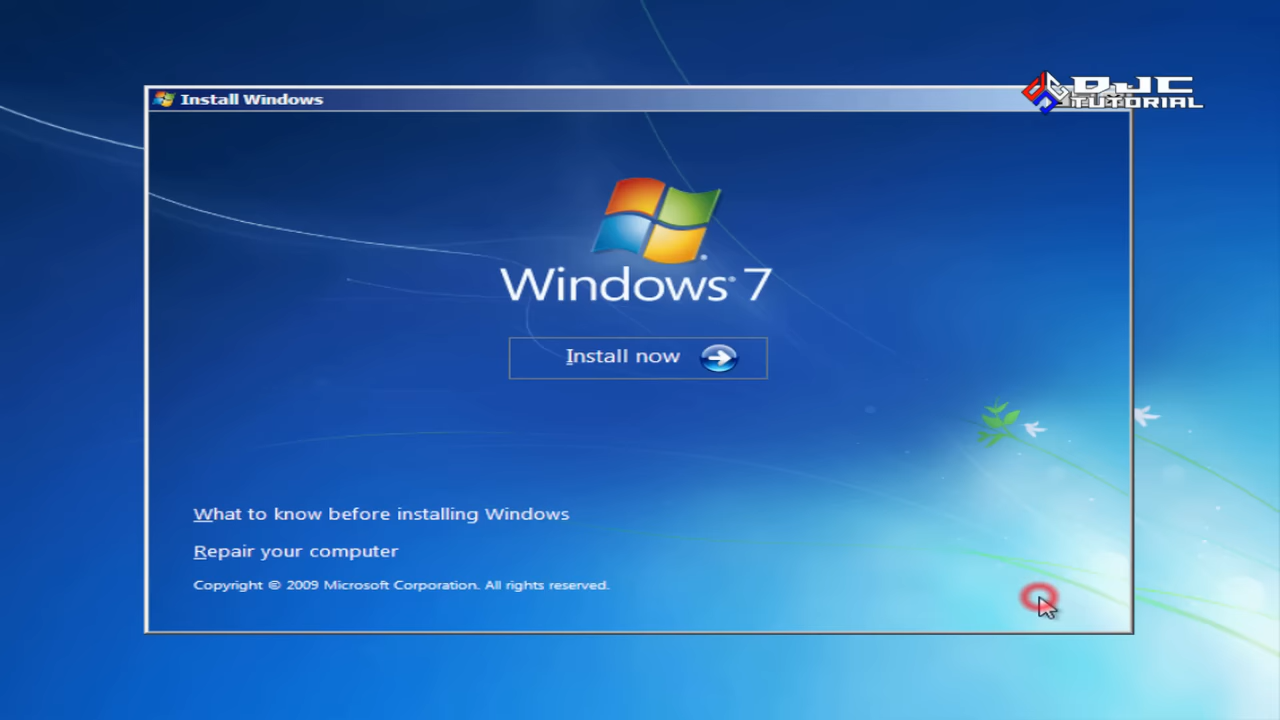 Install Windows
DJC
TUTORIAL
Windows® 7
Install now
What to know before installing Windows
Repair your computer
Copyright © 2009 Microsoft Corporation. All rights reserved.